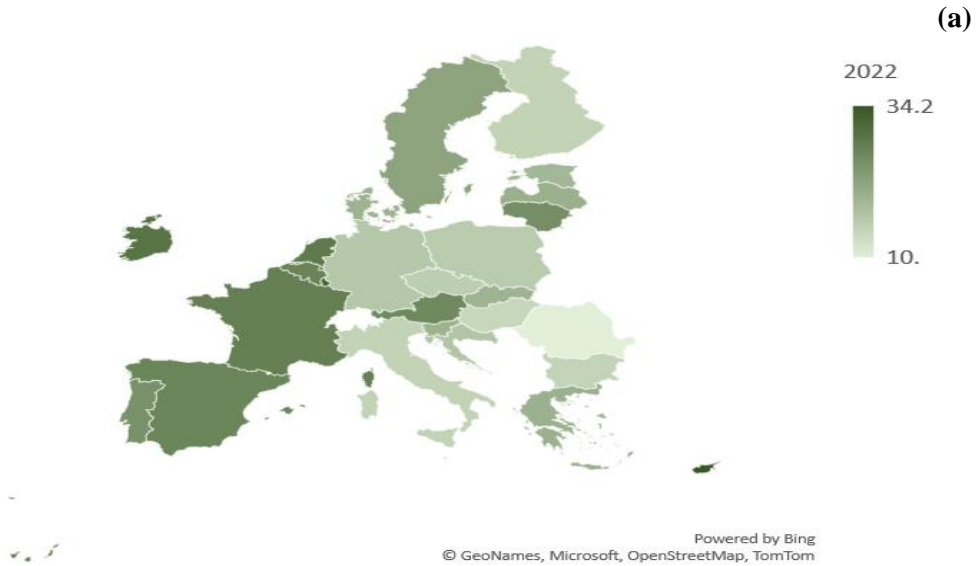 (a)
2022
34.2
10.
Powered by Bing
© GeoNames, Microsoft, OpenStreetMap, TomTom